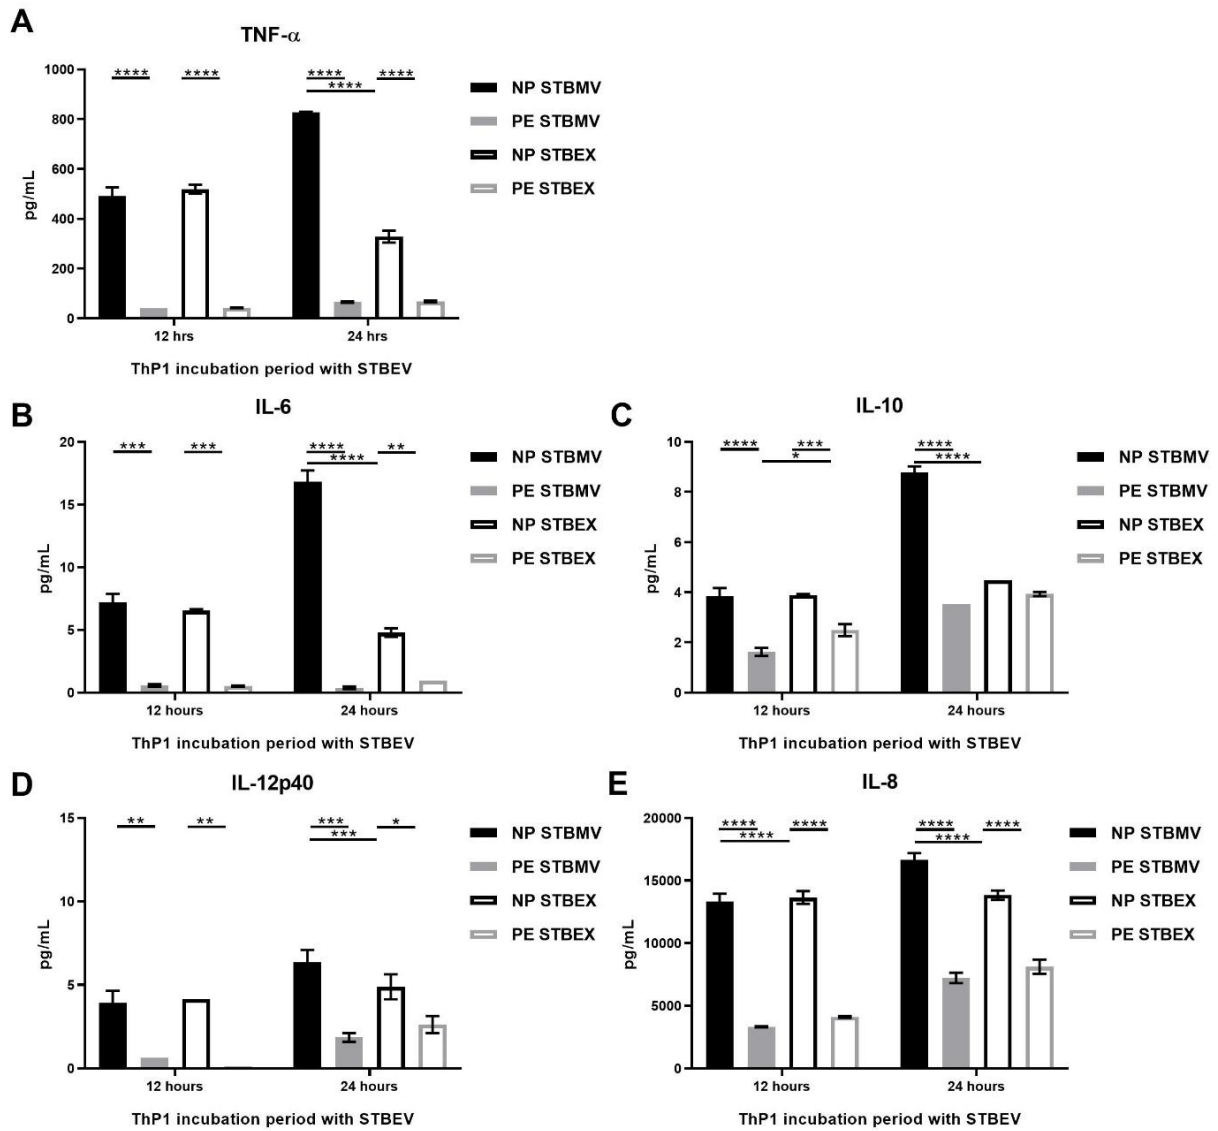 A
TNF-α
**** **** **** ****
****
1000
800
600
400
200
0
pg/mL
12 hrs 24 hrs
ThP1 incubation period with STBEV
NP STBMV
PE STBMV
NP STBEX
PE STBEX
B
IL-6
*** *** **** **
****
20
15
10
5
0
pg/mL
12 hours 24 hours
ThP1 incubation period with STBEV
NP STBMV
PE STBMV
NP STBEX
PE STBEX
C
IL-10
**** *** ****
* ****
10
8
6
4
2
0
pg/mL
12 hours 24 hours
ThP1 incubation period with STBEV
NP STBMV
PE STBMV
NP STBEX
PE STBEX
D
IL-12p40
** ** *** *
***
15
10
5
0
pg/mL
12 hours 24 hours
ThP1 incubation period with STBEV
NP STBMV
PE STBMV
NP STBEX
PE STBEX
E
IL-8
**** **** **** ****
**** ****
20000
15000
10000
5000
0
pg/mL
12 hours 24 hours
ThP1 incubation period with STBEV
NP STBMV
PE STBMV
NP STBEX
PE STBEX